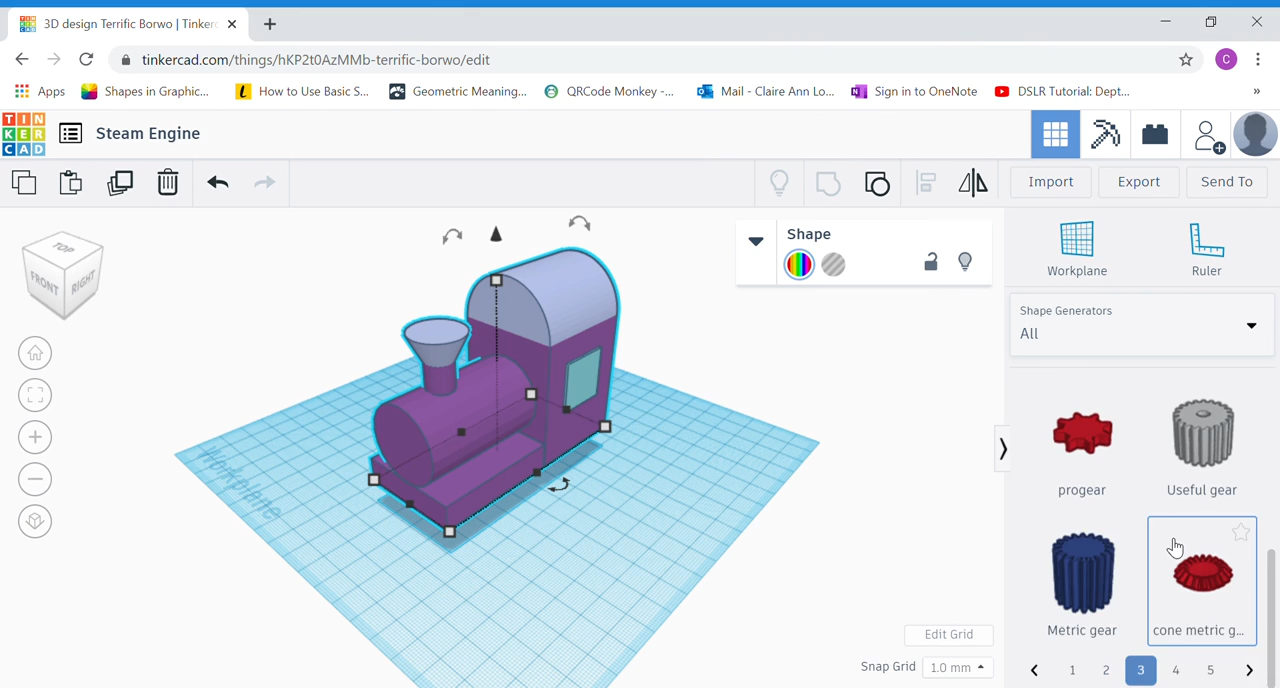 3D design Terrific Borwo | Tinker
tinkercad.com/things/hKP2t0AzMMb-terrific-borwo/edit
C
Apps
Shapes in Graphic...
How to Use Basic S...
Geometric Meaning...
QRCode Monkey -...
Mail - Claire Ann Lo...
Sign in to OneNote
DSLR Tutorial: Dept...
»
TIN
KER
CAD
Steam Engine
Import
Export
Send To
TOP
FRONT
RIGHT
Shape
Workplane
Ruler
Shape Generators
All
Workplane
progear
Useful gear
Metric gear
cone metric g...
Edit Grid
Snap Grid
1.0 mm
1 2 3 4 5